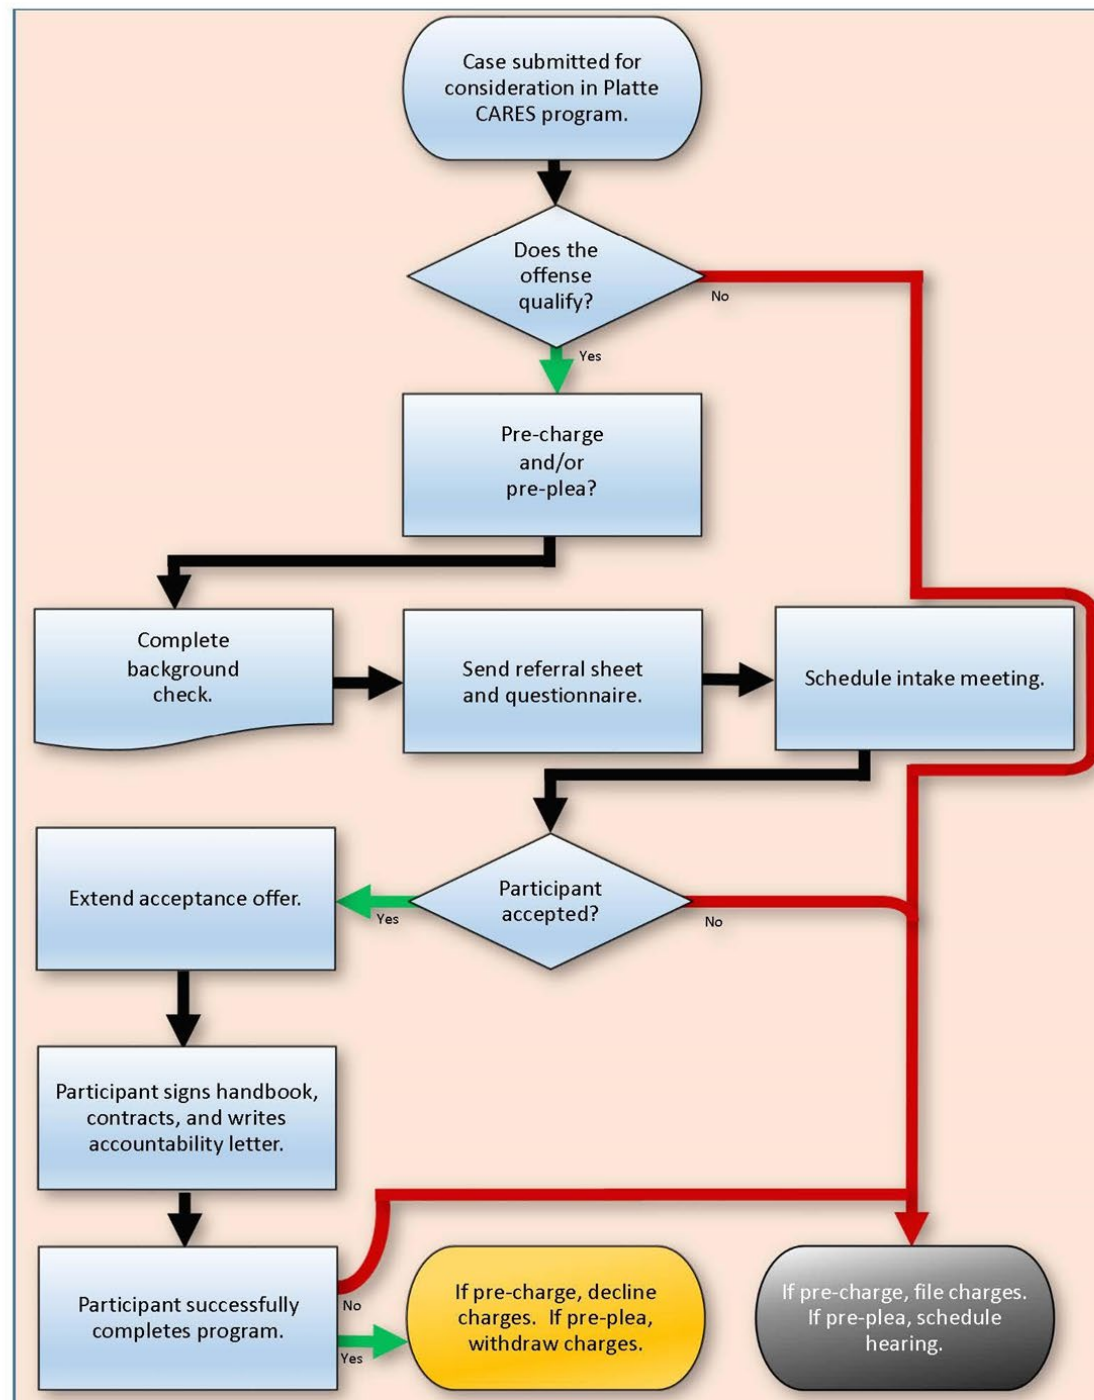 Case submitted for
consideration in Platte
CARES program.
Does the
offense
qualify?
No
Yes
Pre-charge
and/or
pre-plea?
Complete
background
check.
Send referral sheet
and questionnaire.
Schedule intake meeting.
Extend acceptance offer.
Yes
Participant
accepted?
No
Participant signs handbook,
contracts, and writes
accountability letter.
Participant successfully
completes program.
No
Yes
If pre-charge, decline
charges.  If pre-plea,
withdraw charges.
If pre-charge, file charges.
If pre-plea, schedule
hearing.